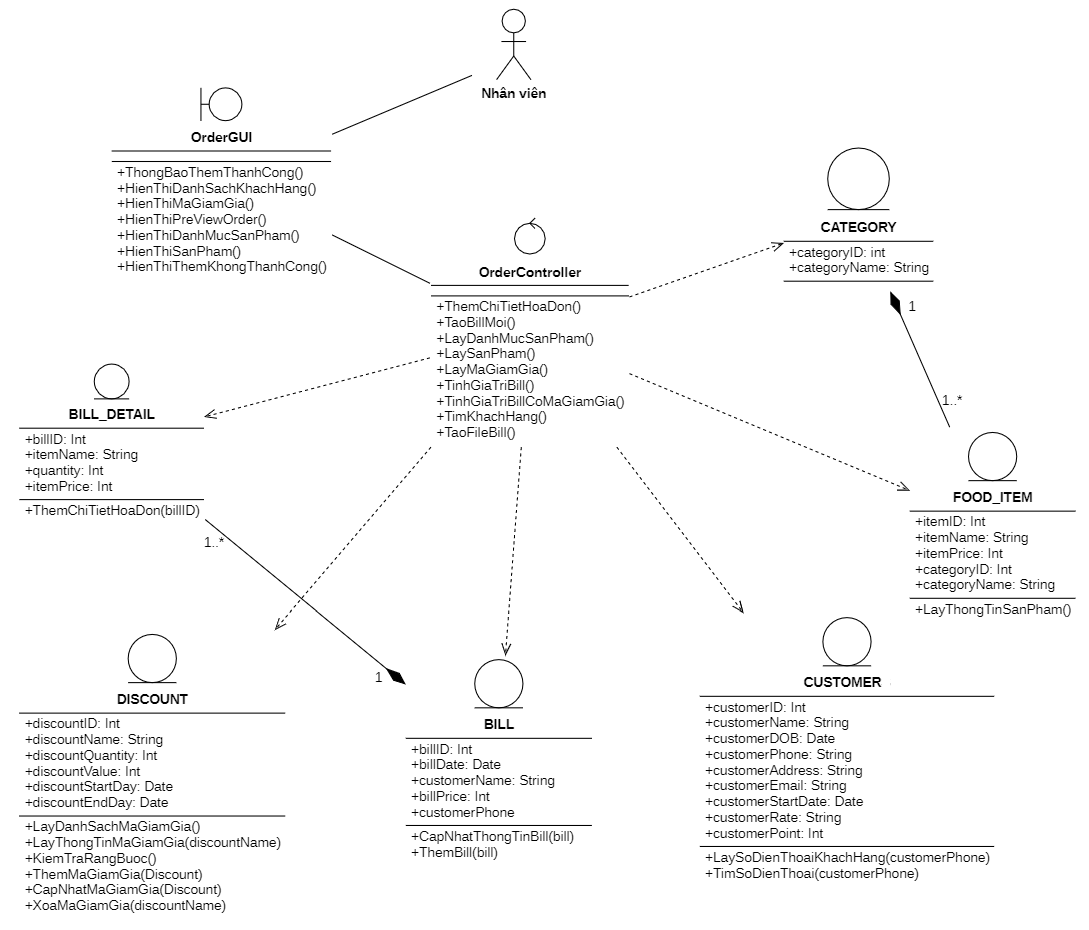 Nhân viên
OrderGUI
+ThongBaoThemThanhCong()
+HienThiDanhSachKhachHang()
+HienThiMaGiamGia()
+HienThiPreViewOrder()
+HienThiDanhMucSanPham()
+HienThiSanPham()
+HienThiThemKhongThanhCong()
OrderController
+ThemChiTietHoaDon()
+TaoBillMoi()
+LayDanhMucSanPham()
+LaySanPham()
+LayMaGiamGia()
+TinhGiaTriBill()
+TinhGiaTriBillCoMaGiamGia()
+TimKhachHang()
+TaoFileBill()
CATEGORY
+categoryID: int
+categoryName: String
1
1..*
FOOD_ITEM
+itemID: Int
+itemName: String
+itemPrice: Int
+categoryID: Int
+categoryName: String
+LayThongTinSanPham()
BILL_DETAIL
+billID: Int
+itemName: String
+quantity: Int
+itemPrice: Int
+ThemChiTietHoaDon(billID)
1..*
1
DISCOUNT
+discountID: Int
+discountName: String
+discountQuantity: Int
+discountValue: Int
+discountStartDay: Date
+discountEndDay: Date
+LayDanhSachMaGiamGia()
+LayThongTinMaGiamGia(discountName)
+KiemTraRangBuoc()
+ThemMaGiamGia(Discount)
+CapNhatMaGiamGia(Discount)
+XoaMaGiamGia(discountName)
BILL
+billID: Int
+billDate: Date
+customerName: String
+billPrice: Int
+customerPhone
+CapNhatThongTinBill(bill)
+ThemBill(bill)
CUSTOMER
+customerID: Int
+customerName: String
+customerDOB: Date
+customerPhone: String
+customerAddress: String
+customerEmail: String
+customerStartDate: Date
+customerRate: String
+customerPoint: Int
+LaySoDienThoaiKhachHang(customerPhone)
+TimSoDienThoai(customerPhone)